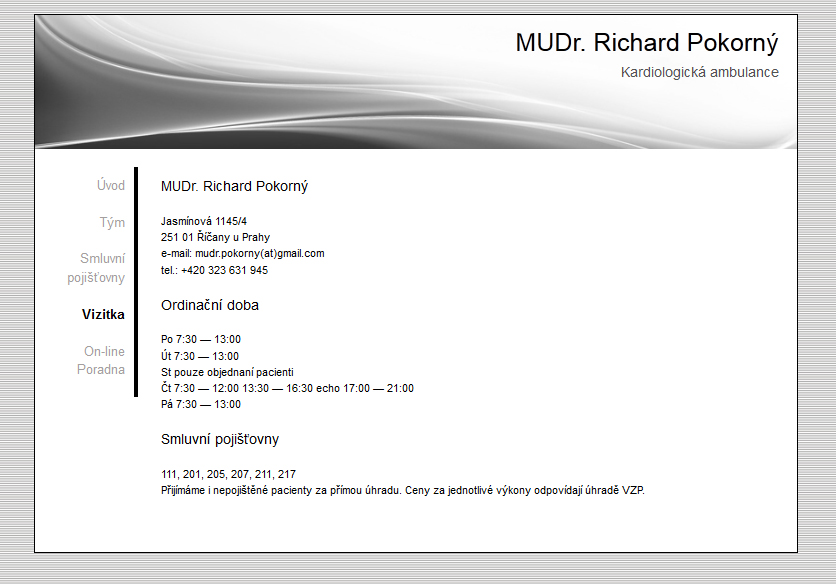 MUDr. Richard Pokorný
Kardiologická ambulance
Úvod
Tým
Smluvní
pojišťovny
Vizitka
On-line
Poradna
MUDr. Richard Pokorný
Jasmínová 1145/4
251 01 Říčany u Prahy
e-mail: mudr.pokorny(at)gmail.com
tel.: +420 323 631 945
Ordinační doba
Po 7:30 — 13:00
Út 7:30 — 13:00
St pouze objednaní pacienti
Čt 7:30 — 12:00 13:30 — 16:30 echo 17:00 — 21:00
Pá 7:30 — 13:00
Smluvní pojišťovny
111, 201, 205, 207, 211, 217
Přijímáme i nepojištěné pacienty za přímou úhradu. Ceny za jednotlivé výkony odpovídají úhradě VZP.